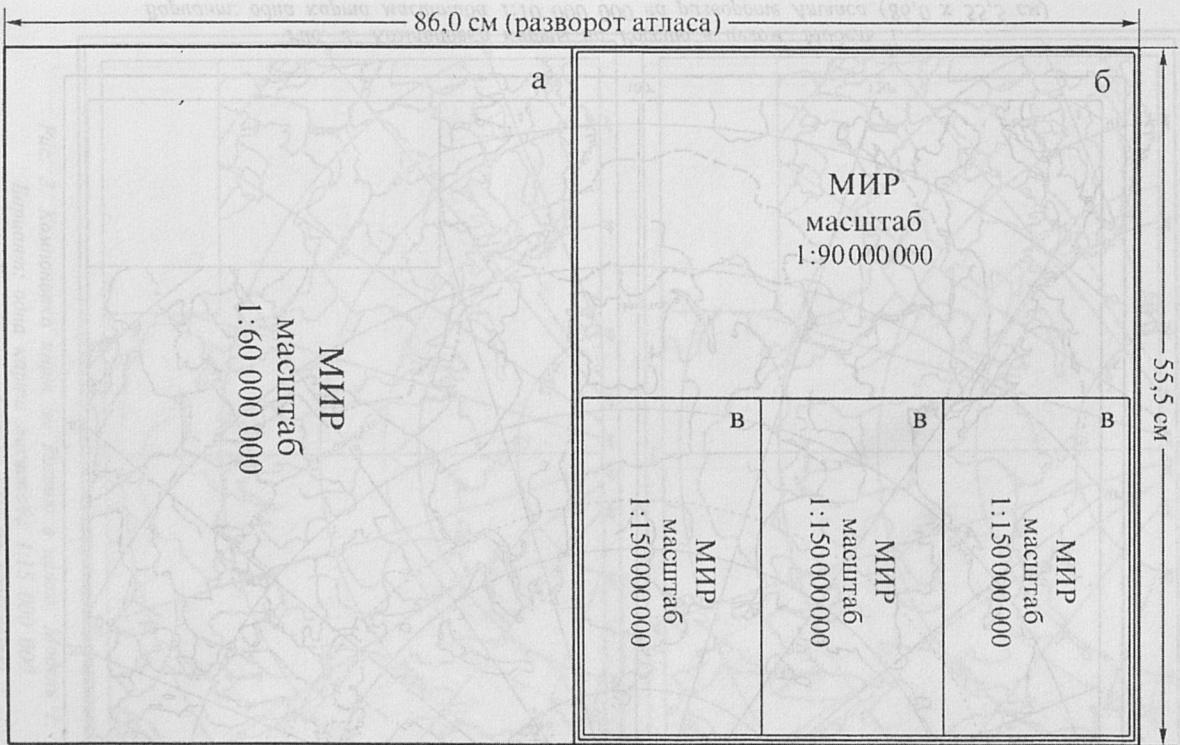 86,0 см (разворот атласа)
а
МИР
масштаб
1:60 000 000
б
МИР
масштаб
1:90 000 000
в
МИР
масштаб
1:150 000 000
в
МИР
масштаб
1:150 000 000
в
МИР
масштаб
1:150 000 000
55,5 см